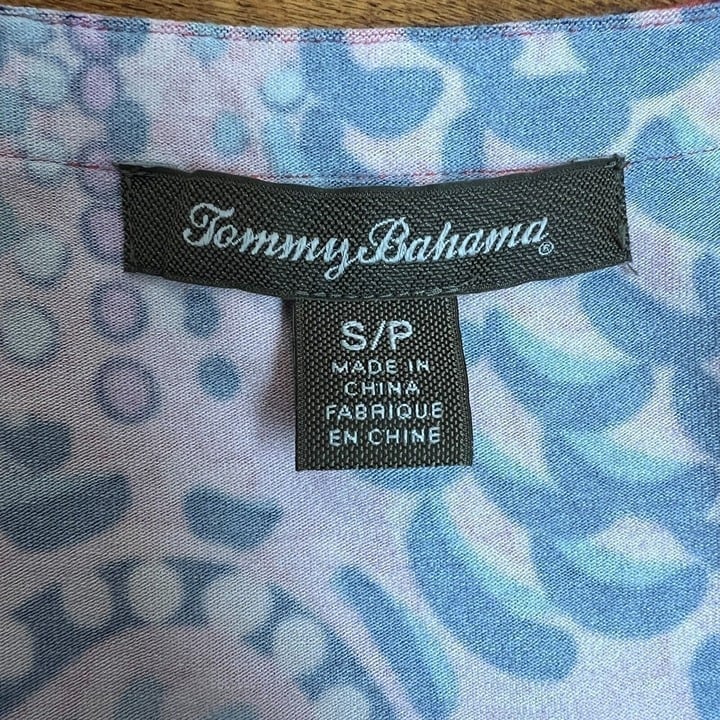 Tommy Bahama®
S/P
MADE IN
CHINA
FABRIQUE
EN CHINE